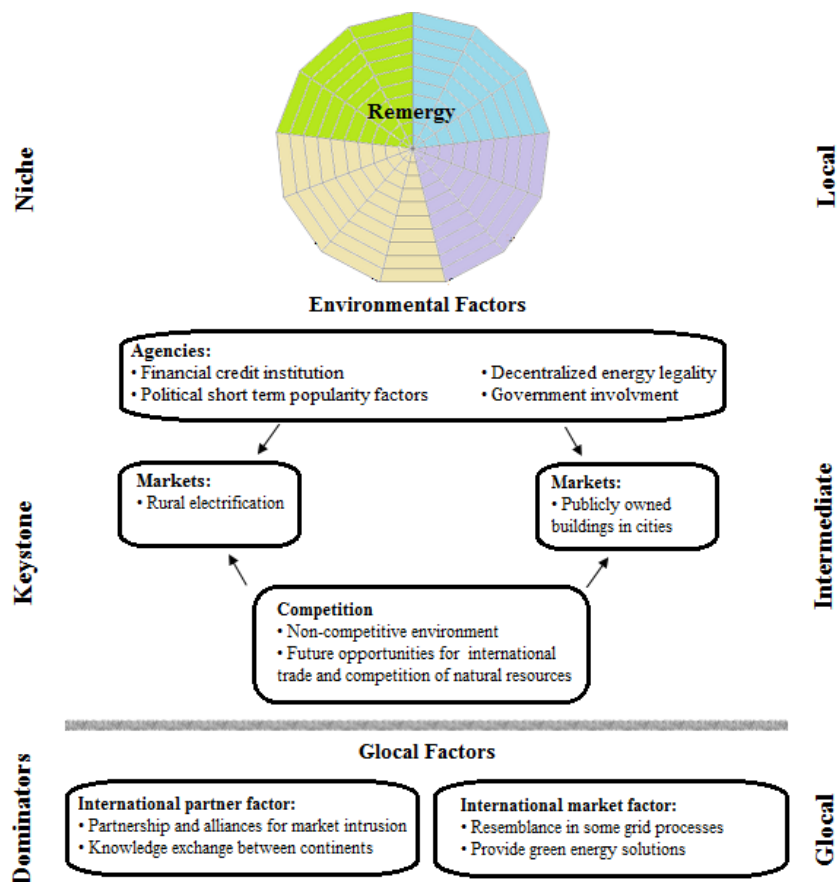 Remergy
Niche
Local
Environmental Factors
Agencies:
• Financial credit institution
• Political short term popularity factors
• Decentralized energy legality
• Government involvment
Keystone
Intermediate
Markets:
• Rural electrification
Markets:
• Publicly owned
buildings in cities
Competition
• Non-competitive environment
• Future opportunities for international
trade and competition of natural resources
Glocal Factors
Dominators
Glocal
International partner factor:
• Partnership and alliances for market intrusion
• Knowledge exchange between continents
International market factor:
• Resemblance in some grid processes
• Provide green energy solutions